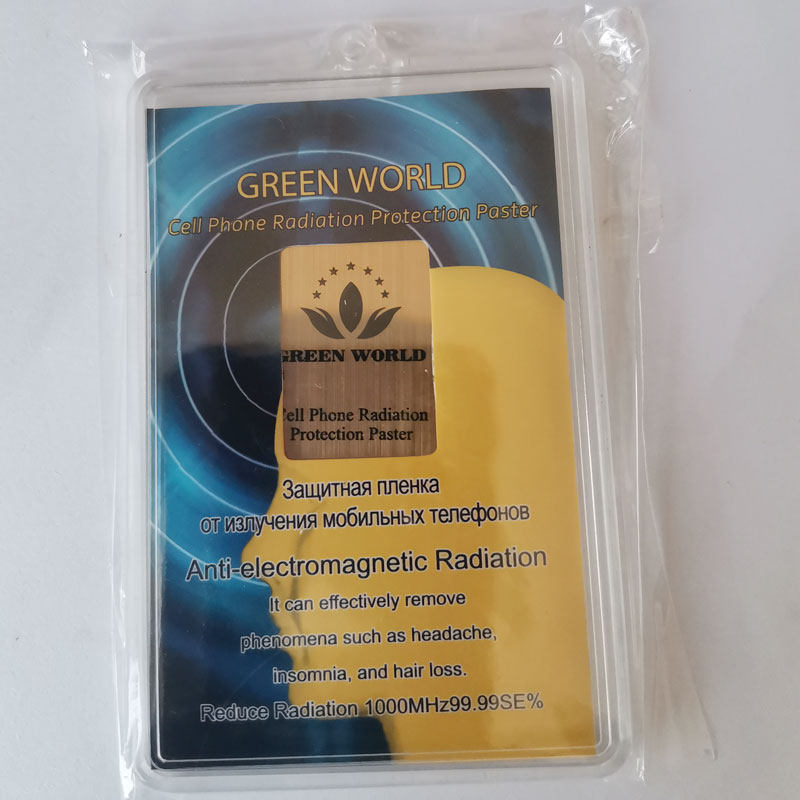 GREEN WORLD
Cell Phone Radiation Protection Paster
GREEN WORLD
Cell Phone Radiation
Protection Paster
Защитная пленка
от излучения мобильных телефонов
Anti-electromagnetic Radiation
It can effectively remove
phenomena such as headache,
insomnia, and hair loss.
Reduce Radiation 1000MHz99.99SE%